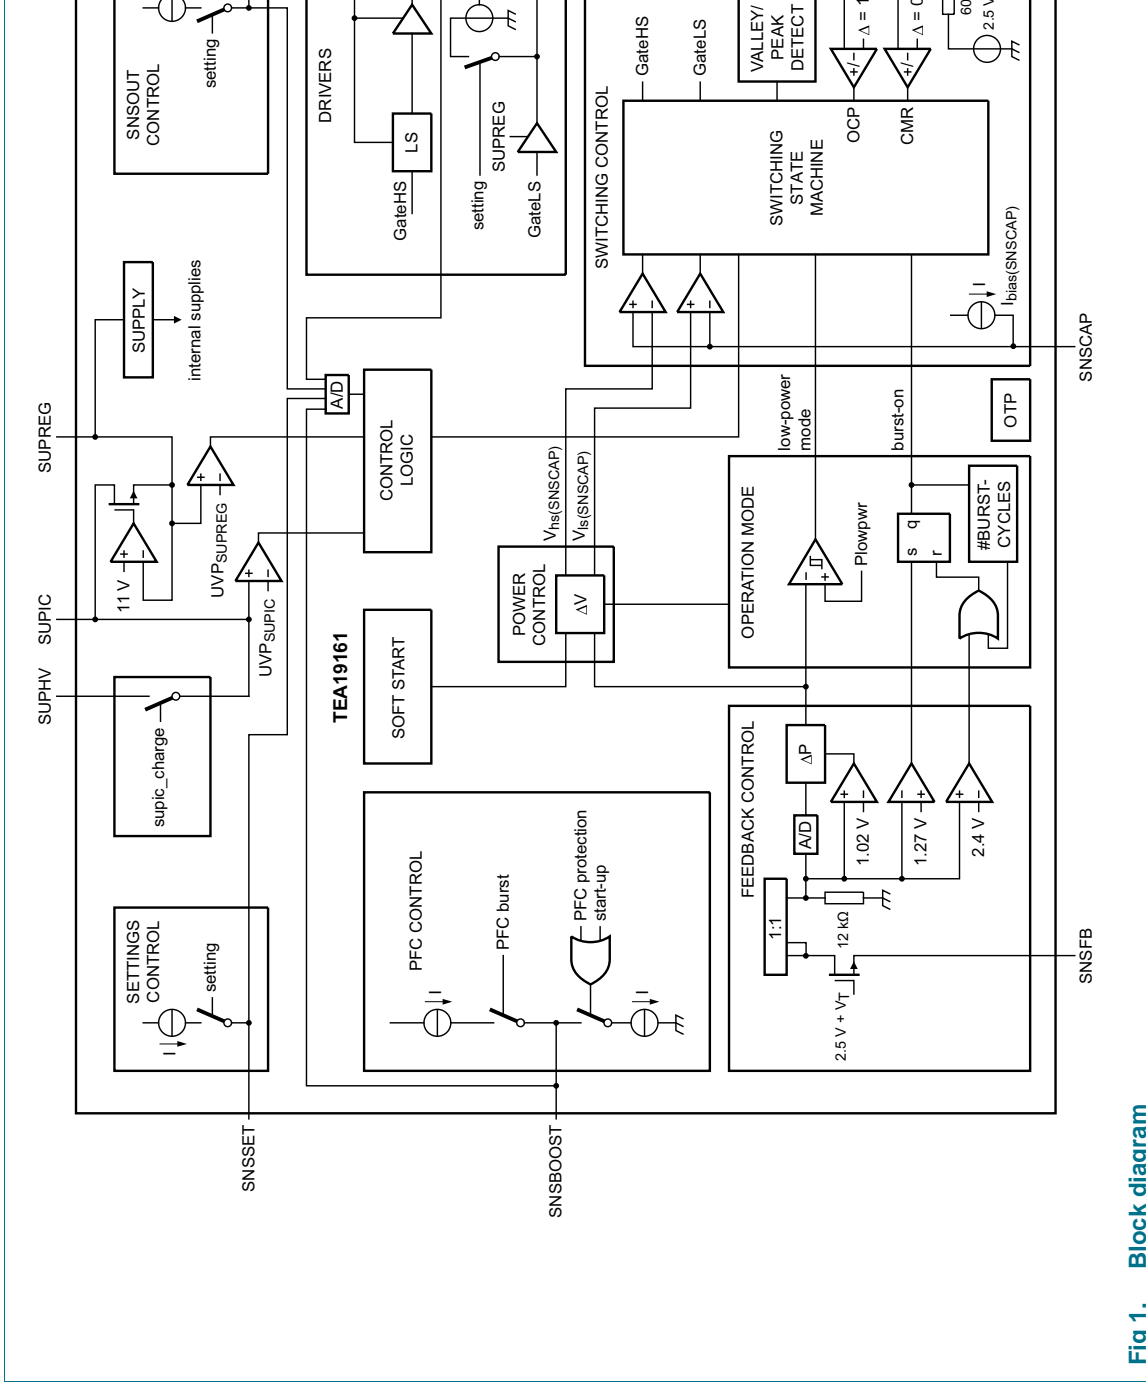 SNSOUT
CONTROL
setting
DRIVERS
LS
GateHS
setting
SUPREG
GateLS
SWITCHING CONTROL
GateHS
GateLS
VALLEY/
PEAK
DETECT
+/−
+/−
Δ = 1
Δ = 0
60
2.5 V
OCP
CMR
SWITCHING
STATE
MACHINE
+
−
+
−
I
Ibias(SNSCAP)
SNSCAP
SUPREG
SUPPLY
internal supplies
SUPIC
11 V
+
−
+
−
UVPSUPREG
+
−
UVPSUPIC
SUPHV
supic_charge
A/D
CONTROL
LOGIC
TEA19161
SOFT START
POWER
CONTROL
ΔV
Vhs(SNSCAP)
Vls(SNSCAP)
low-power
mode
burst-on
OTP
OPERATION MODE
−
+
Plowpwr
s q
r
#BURST-
CYCLES
SETTINGS
CONTROL
setting
I
SNSSET
PFC CONTROL
I
PFC burst
PFC protection
start-up
I
SNSBOOST
FEEDBACK CONTROL
1:1
A/D
ΔP
12 kΩ
+
−
1.02 V
−
+
1.27 V
+
−
2.4 V
2.5 V + VT
SNSFB
Fig 1. Block diagram